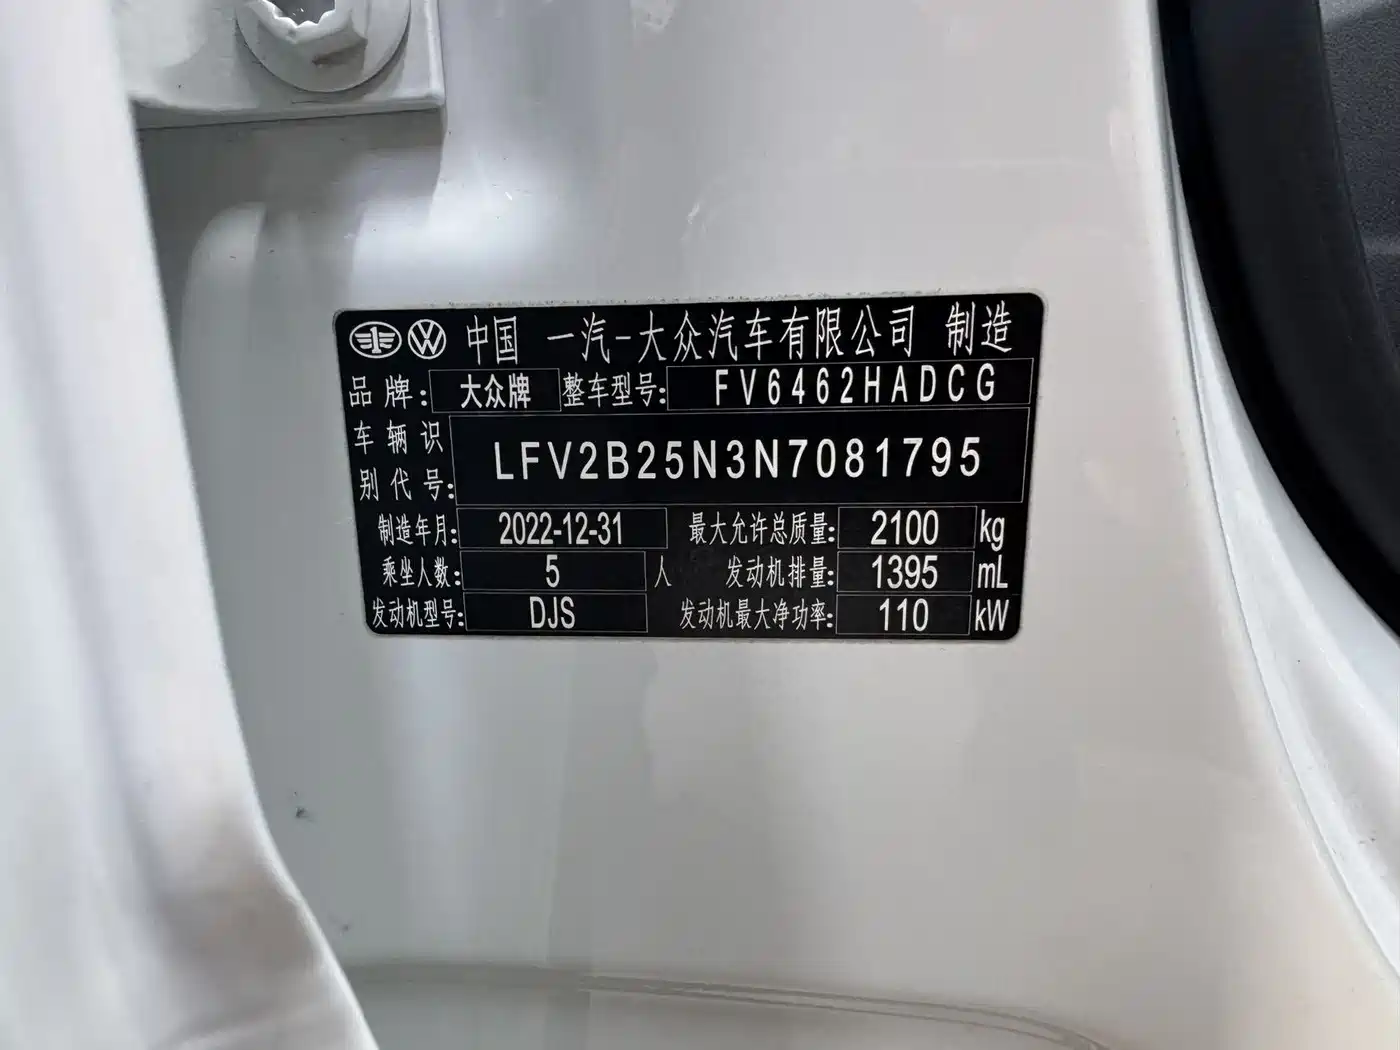 中国 一汽-大众汽车有限公司 制造
品牌: 大众牌 整车型号: FV6462HADCG
车辆识别代号: LFV2B25N3N7081795
制造年月: 2022-12-31 最大允许总质量: 2100 kg
乘坐人数: 5 人 发动机排量: 1395 mL
发动机型号: DJS 发动机最大净功率: 110 kW